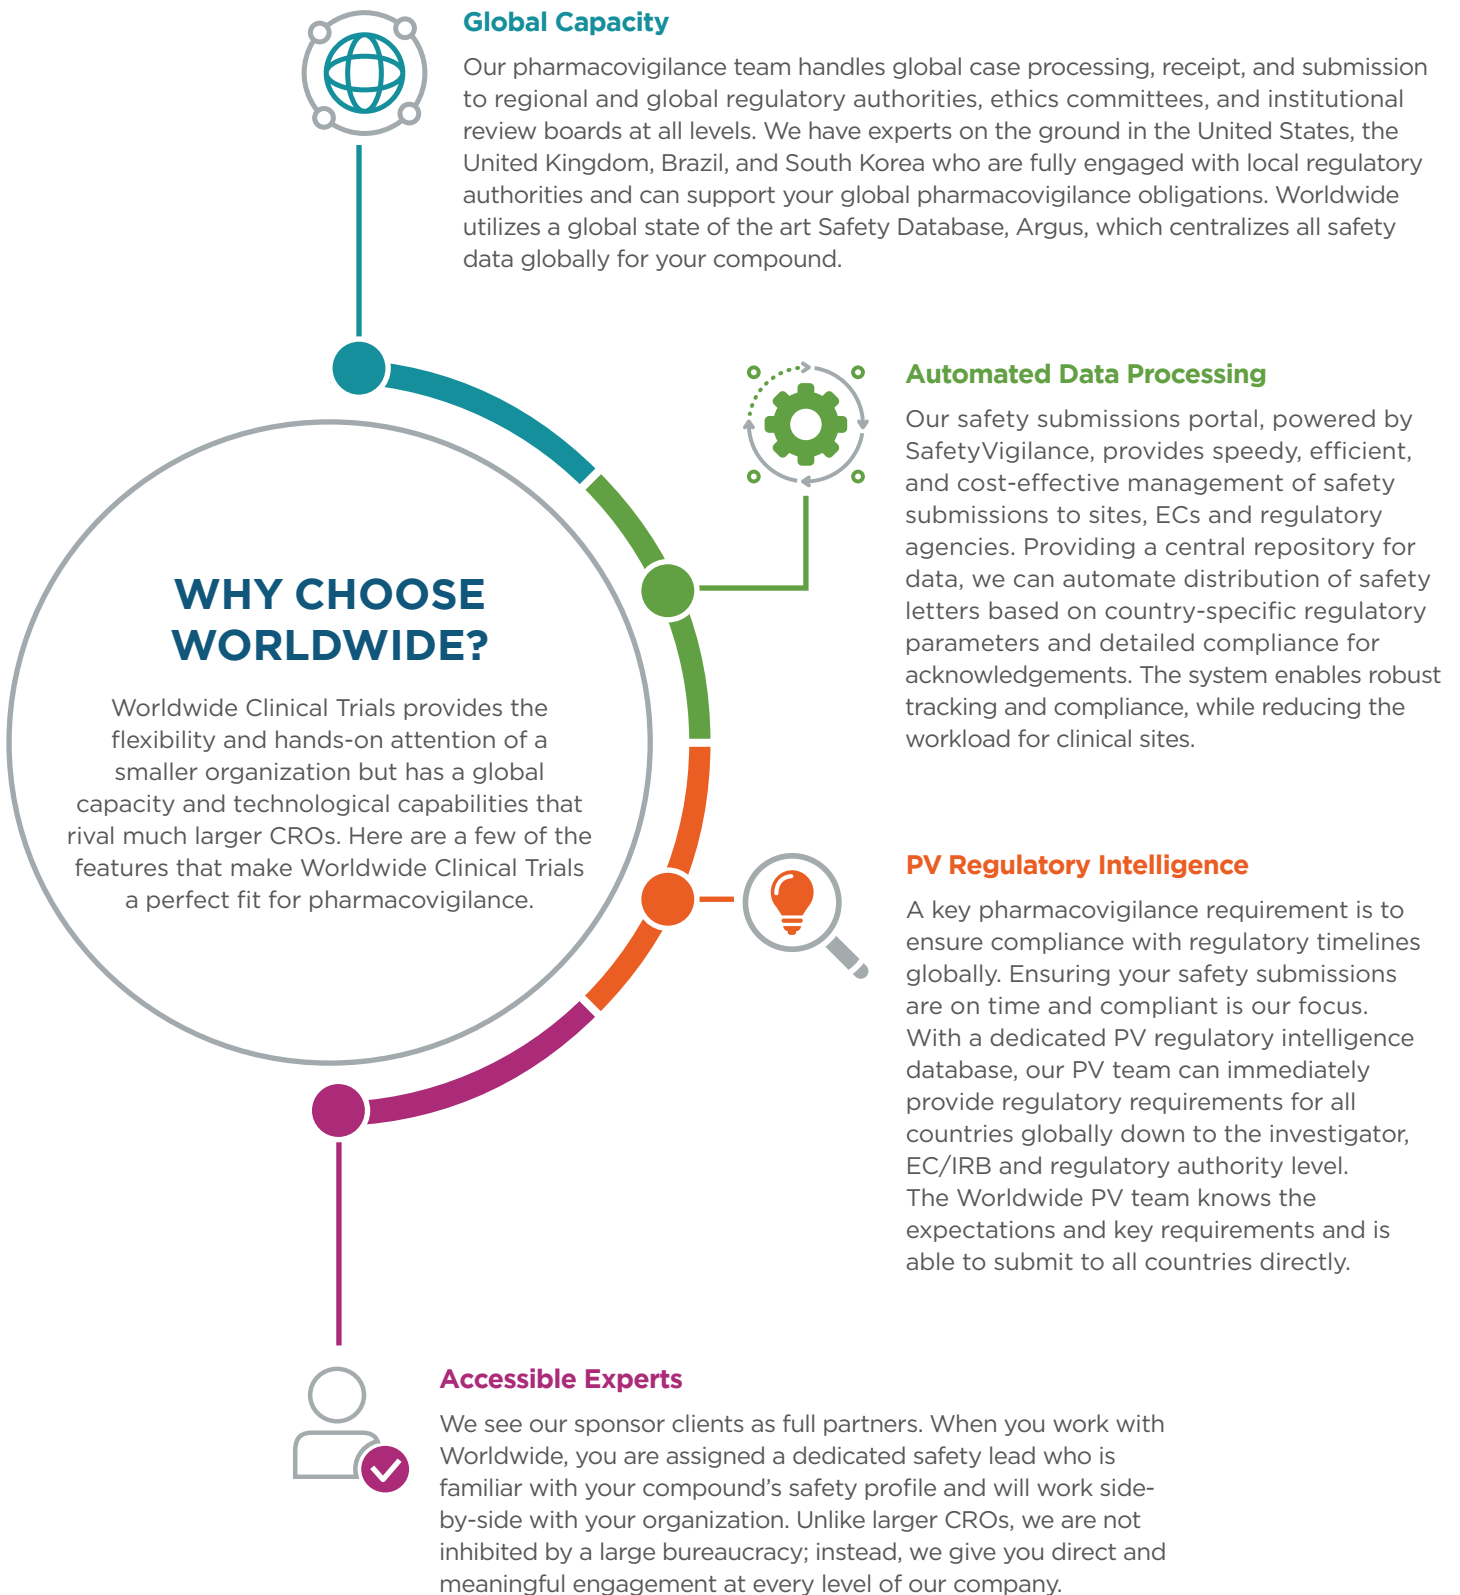 Global Capacity
Our pharmacovigilance team handles global case processing, receipt, and submission
to regional and global regulatory authorities, ethics committees, and institutional
review boards at all levels. We have experts on the ground in the United States, the
United Kingdom, Brazil, and South Korea who are fully engaged with local regulatory
authorities and can support your global pharmacovigilance obligations. Worldwide
utilizes a global state of the art Safety Database, Argus, which centralizes all safety
data globally for your compound.
WHY CHOOSE
WORLDWIDE?
Worldwide Clinical Trials provides the
flexibility and hands-on attention of a
smaller organization but has a global
capacity and technological capabilities that
rival much larger CROs. Here are a few of the
features that make Worldwide Clinical Trials
a perfect fit for pharmacovigilance.
Automated Data Processing
Our safety submissions portal, powered by
SafetyVigilance, provides speedy, efficient,
and cost-effective management of safety
submissions to sites, ECs and regulatory
agencies. Providing a central repository for
data, we can automate distribution of safety
letters based on country-specific regulatory
parameters and detailed compliance for
acknowledgements. The system enables robust
tracking and compliance, while reducing the
workload for clinical sites.
PV Regulatory Intelligence
A key pharmacovigilance requirement is to
ensure compliance with regulatory timelines
globally. Ensuring your safety submissions
are on time and compliant is our focus.
With a dedicated PV regulatory intelligence
database, our PV team can immediately
provide regulatory requirements for all
countries globally down to the investigator,
EC/IRB and regulatory authority level.
The Worldwide PV team knows the
expectations and key requirements and is
able to submit to all countries directly.
Accessible Experts
We see our sponsor clients as full partners. When you work with
Worldwide, you are assigned a dedicated safety lead who is
familiar with your compound's safety profile and will work side-
by-side with your organization. Unlike larger CROs, we are not
inhibited by a large bureaucracy; instead, we give you direct and
meaningful engagement at every level of our company.